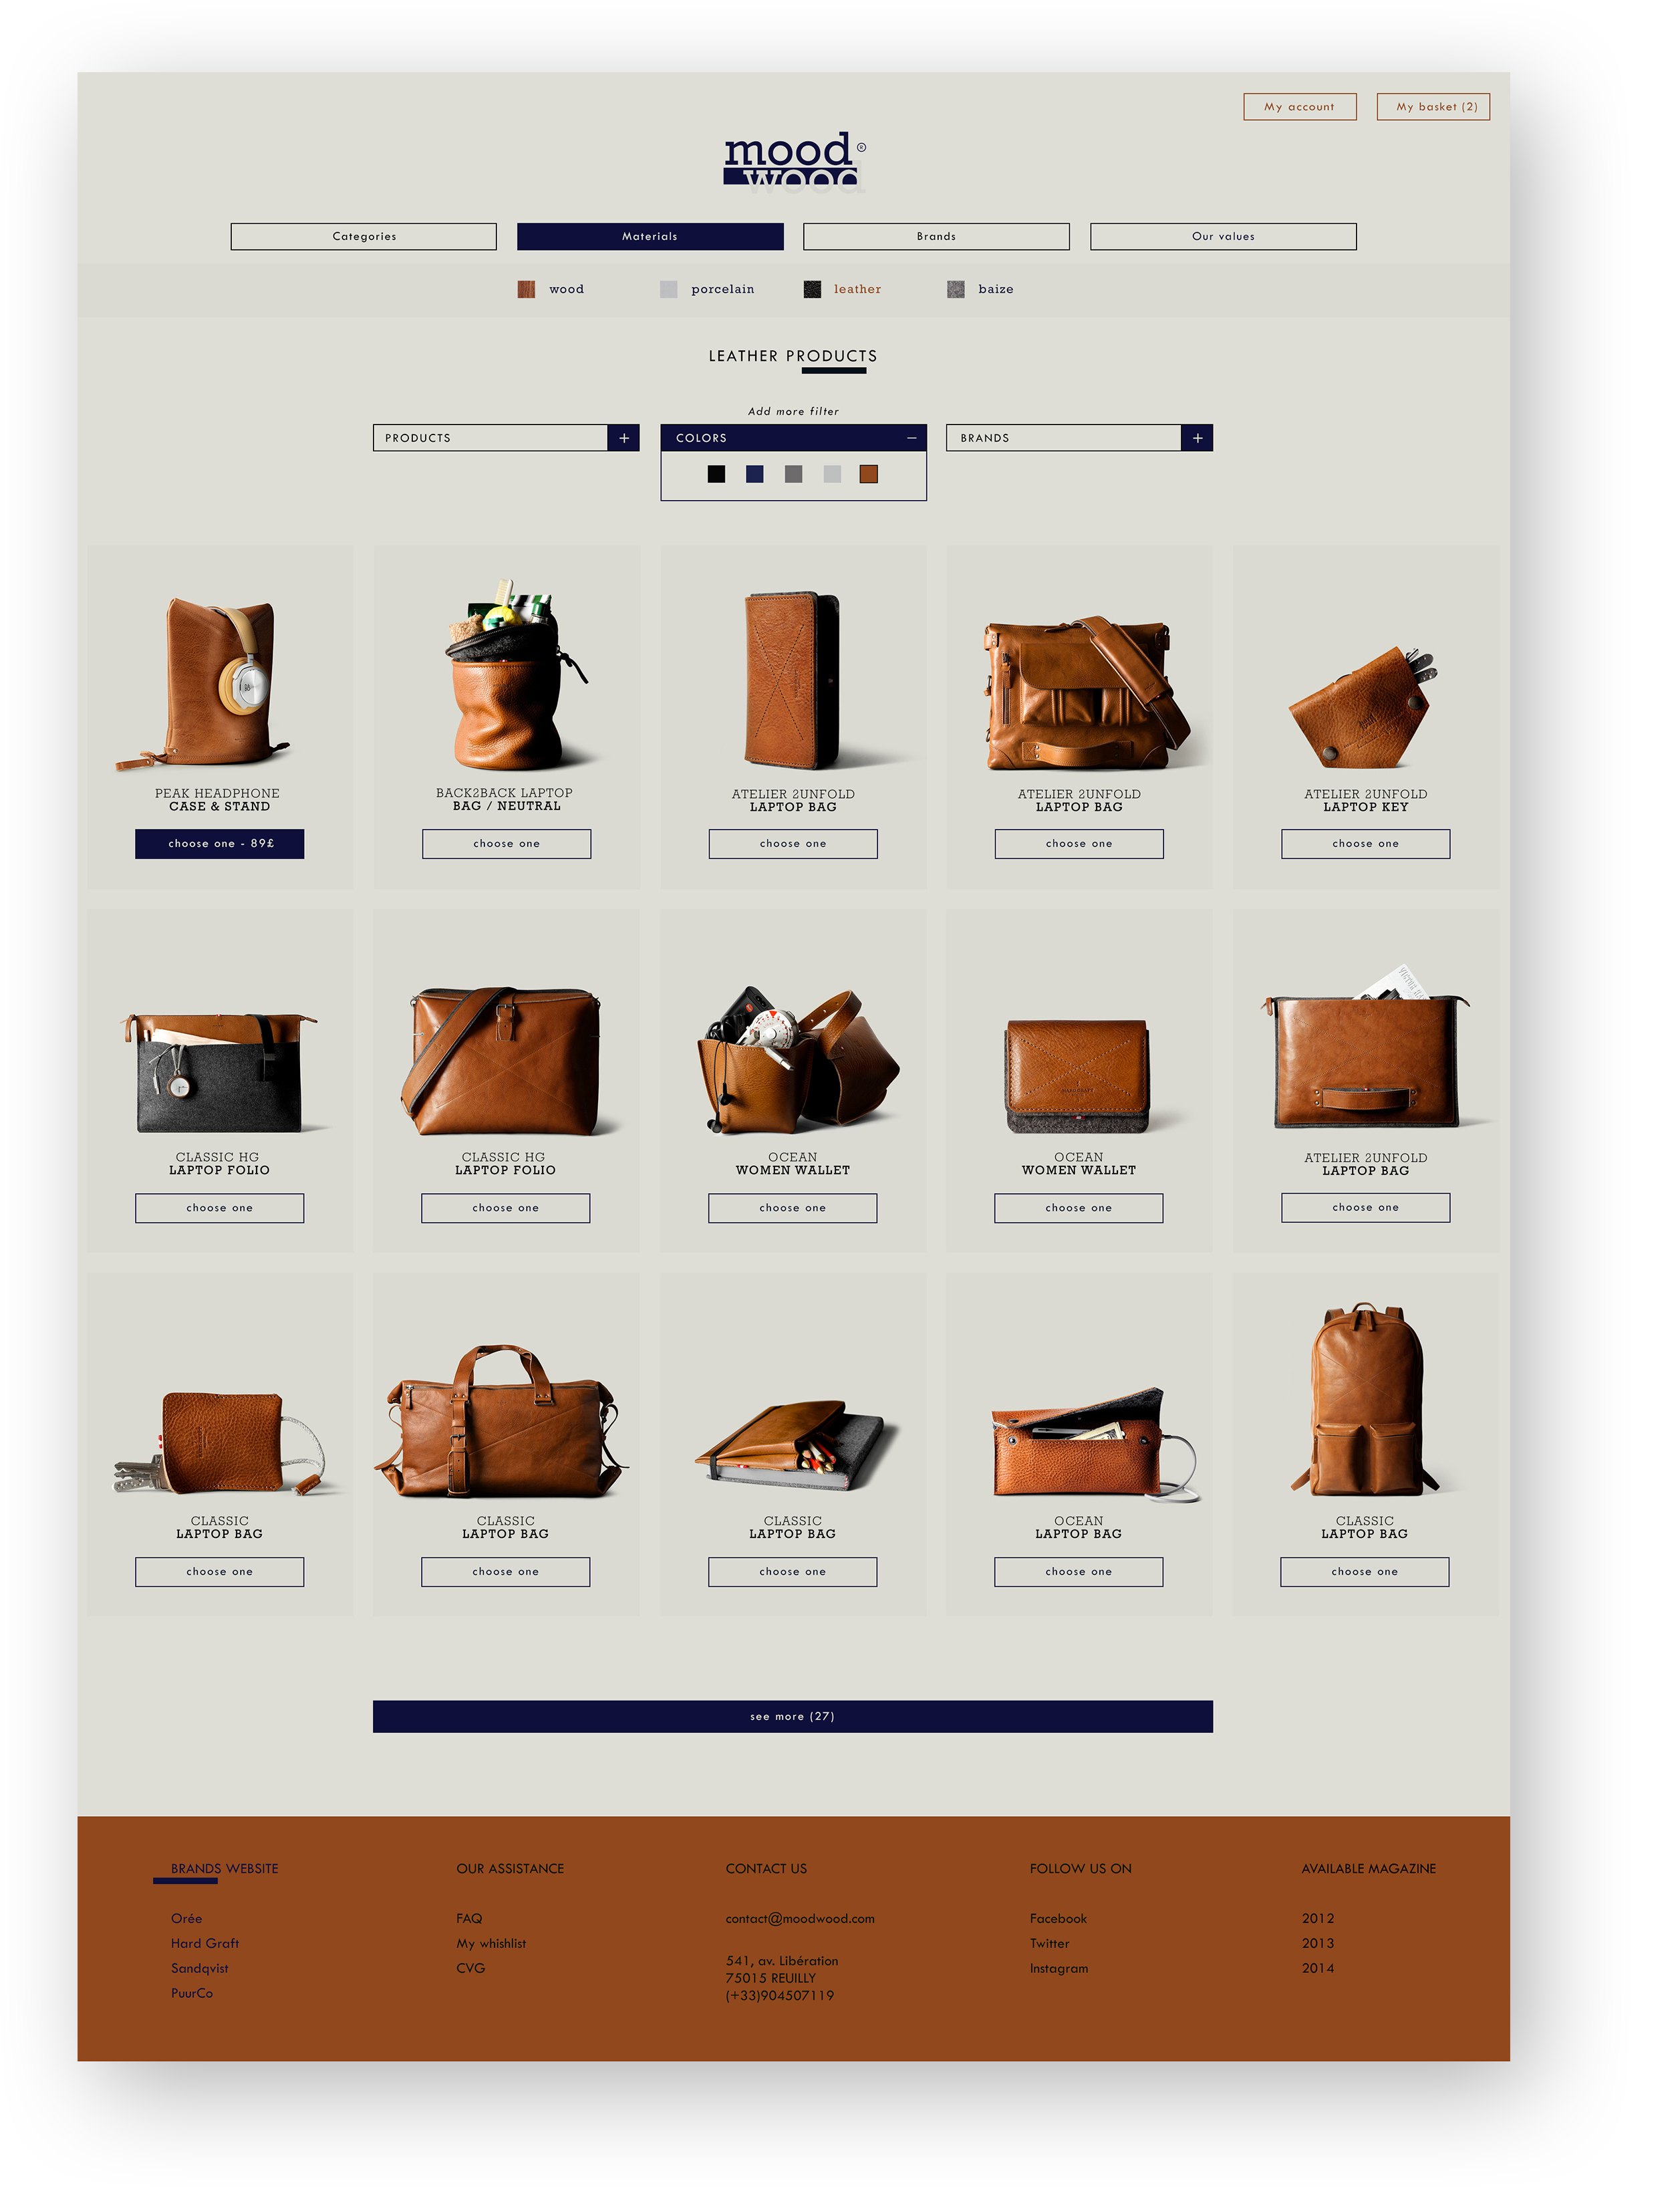 My account
My basket (2)
mood®
wood
Categories
Materials
Brands
Our values
wood
porcelain
leather
baize
LEATHER PRODUCTS
Add more filter
PRODUCTS +
COLORS –
BRANDS +
PEAK HEADPHONE
CASE & STAND
choose one - 89£
BACK2BACK LAPTOP
BAG / NEUTRAL
choose one
ATELIER 2UNFOLD
LAPTOP BAG
choose one
ATELIER 2UNFOLD
LAPTOP BAG
choose one
ATELIER 2UNFOLD
LAPTOP KEY
choose one
CLASSIC HG
LAPTOP FOLIO
choose one
CLASSIC HG
LAPTOP FOLIO
choose one
OCEAN
WOMEN WALLET
choose one
OCEAN
WOMEN WALLET
choose one
ATELIER 2UNFOLD
LAPTOP BAG
choose one
CLASSIC
LAPTOP BAG
choose one
CLASSIC
LAPTOP BAG
choose one
CLASSIC
LAPTOP BAG
choose one
OCEAN
LAPTOP BAG
choose one
CLASSIC
LAPTOP BAG
choose one
see more (27)
BRANDS WEBSITE
Orée
Hard Graft
Sandqvist
PuurCo
OUR ASSISTANCE
FAQ
My whishlist
CVG
CONTACT US
contact@moodwood.com
541, av. Libération
75015 REUILLY
(+33)904507119
FOLLOW US ON
Facebook
Twitter
Instagram
AVAILABLE MAGAZINE
2012
2013
2014